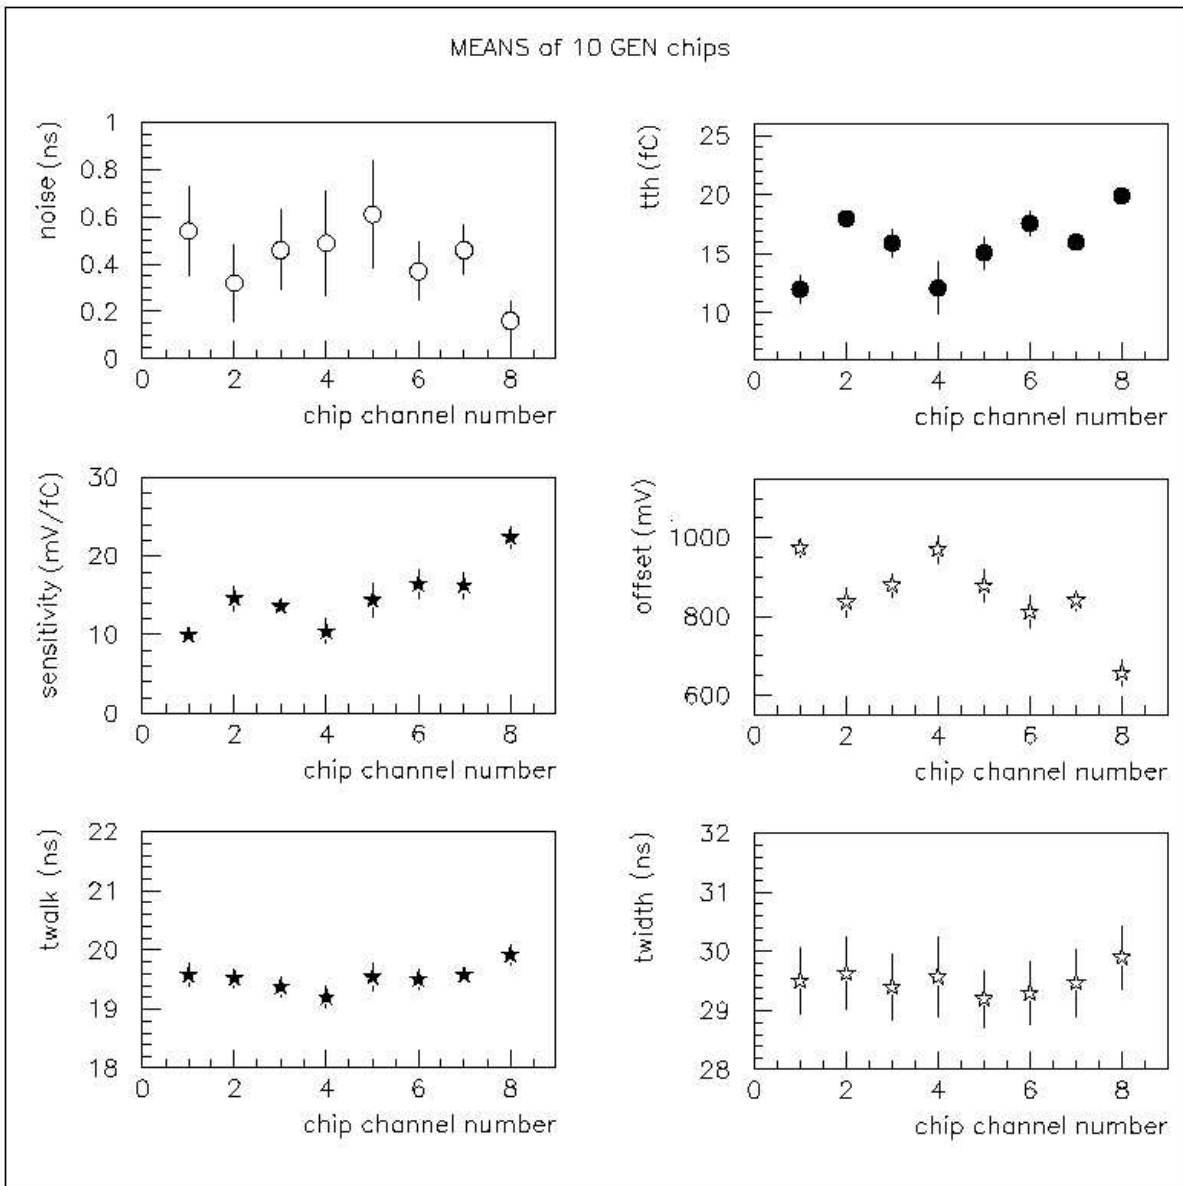 MEANS of 10 GEN chips
noise (ns)
1
0.8
0.6
0.4
0.2
0
0 2 4 6 8
chip channel number
tth (fC)
25
20
15
10
0 2 4 6 8
chip channel number
sensitivity (mV/fC)
30
20
10
0
0 2 4 6 8
chip channel number
offset (mV)
1000
800
600
0 2 4 6 8
chip channel number
twalk (ns)
22
21
20
19
18
0 2 4 6 8
chip channel number
twidth (ns)
32
31
30
29
28
0 2 4 6 8
chip channel number